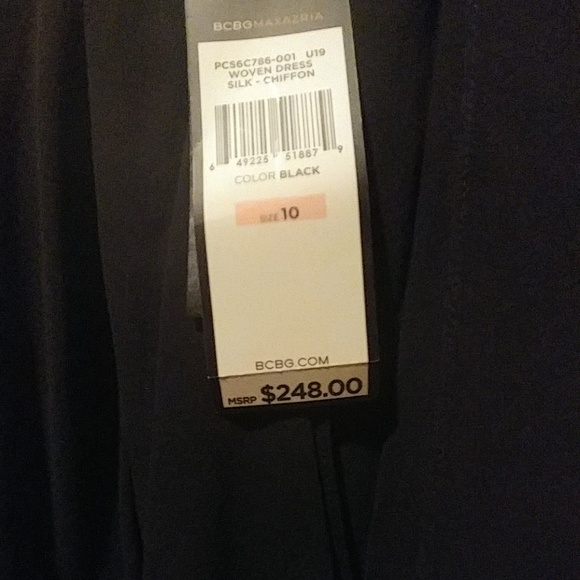 BCBGMAXAZRIA
PCS6C786-001 U19
WOVEN DRESS
SILK - CHIFFON
6 49225 51887 9
COLOR BLACK
SIZE 10
BCBG.COM
MSRP $248.00